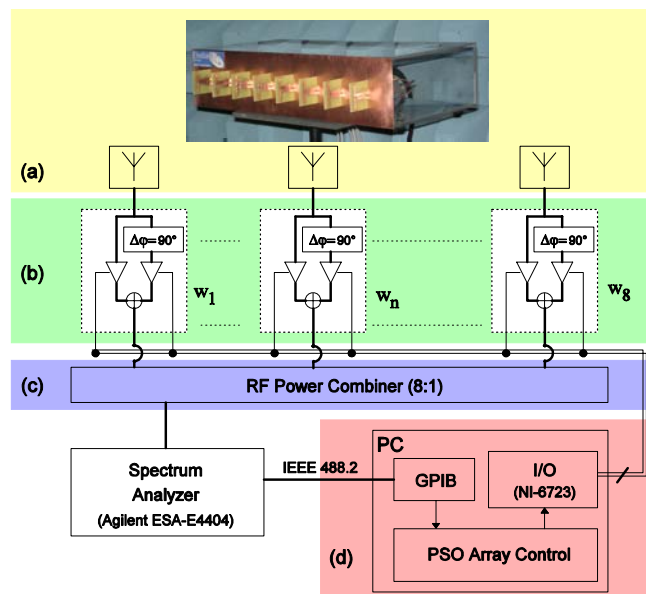 (a)
(b)
Δφ=90°
Δφ=90°
Δφ=90°
w1
wn
w8
(c)
RF Power Combiner (8:1)
Spectrum
Analyzer
(Agilent ESA-E4404)
IEEE 488.2
PC
GPIB
I/O
(NI-6723)
PSO Array Control
(d)